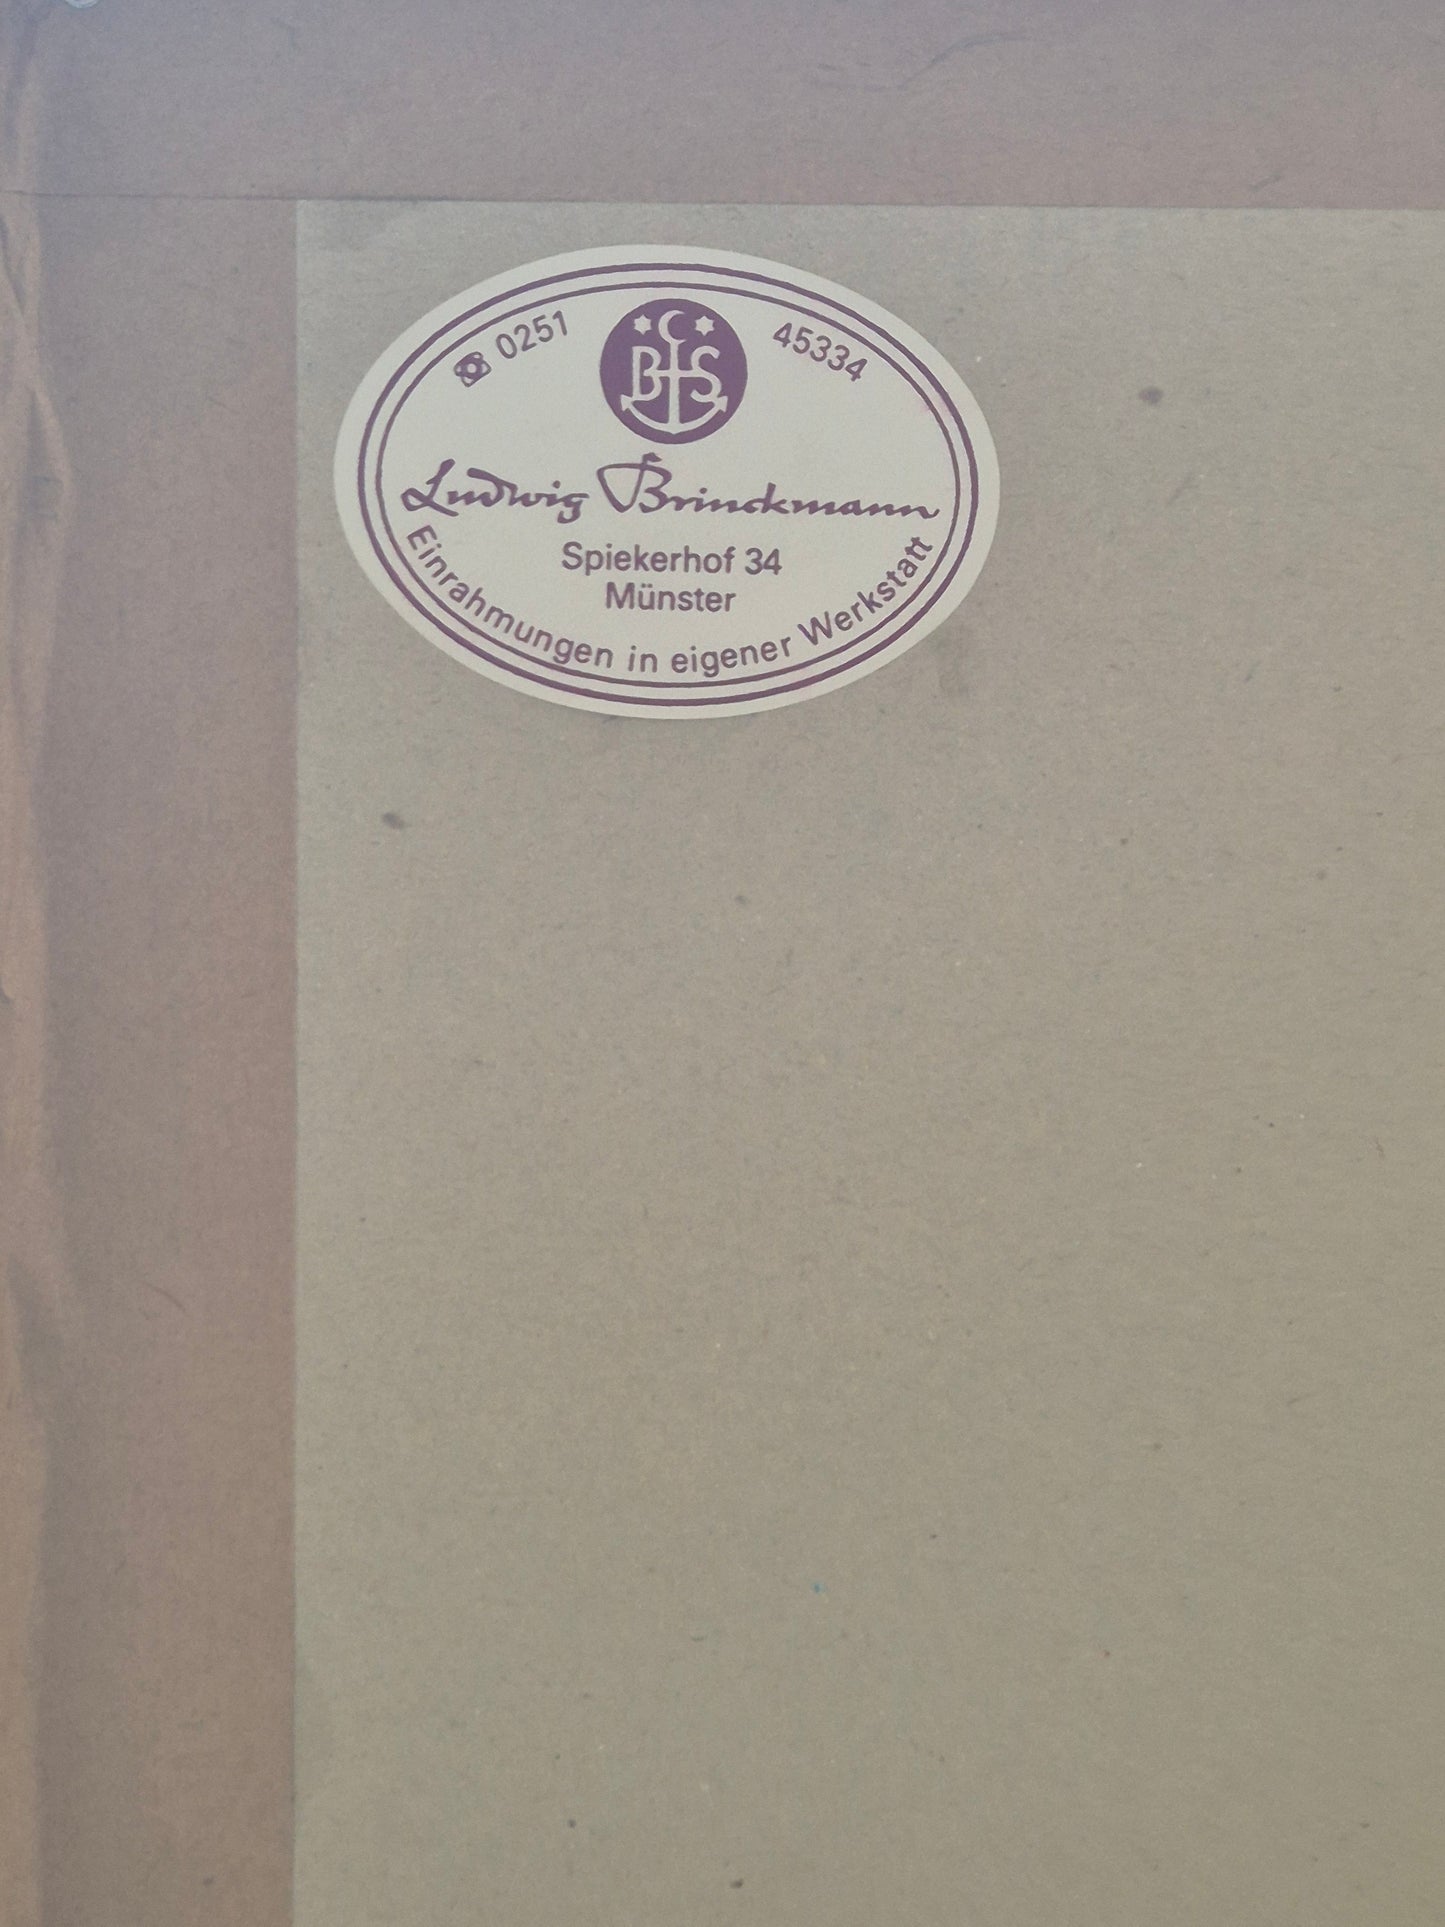 ☎ 0251 45334
B S
Ludwig Brinckmann
Spiekerhof 34
Münster
Einrahmungen in eigener Werkstatt